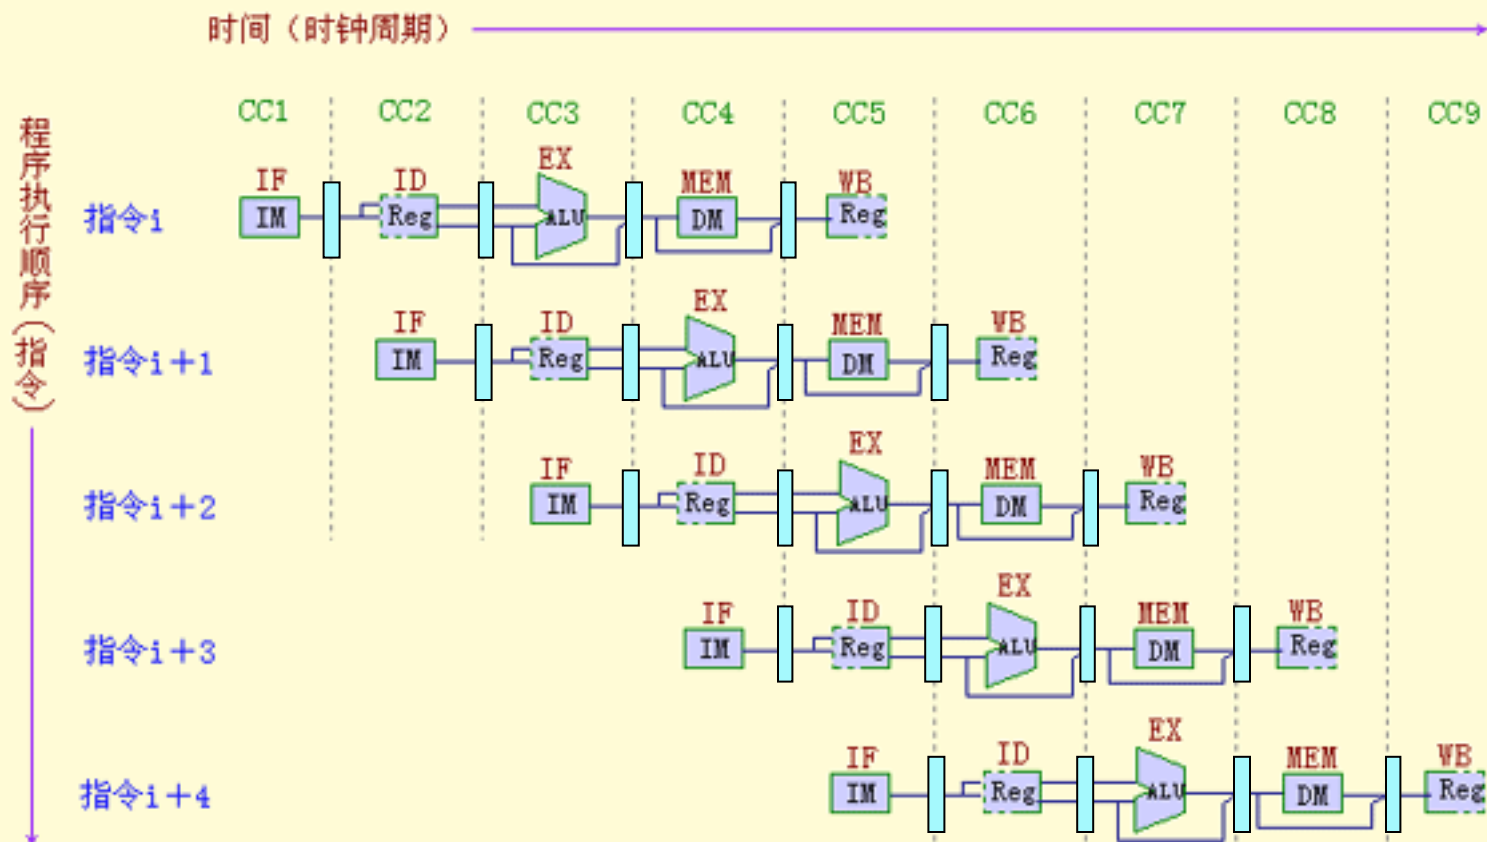 时间（时钟周期）
CC1 CC2 CC3 CC4 CC5 CC6 CC7 CC8 CC9
程序执行顺序（指令）
IF ID EX MEM WB
指令i IM Reg ALU DM Reg
IF ID EX MEM WB
指令i+1 IM Reg ALU DM Reg
IF ID EX MEM WB
指令i+2 IM Reg ALU DM Reg
IF ID EX MEM WB
指令i+3 IM Reg ALU DM Reg
IF ID EX MEM WB
指令i+4 IM Reg ALU DM Reg